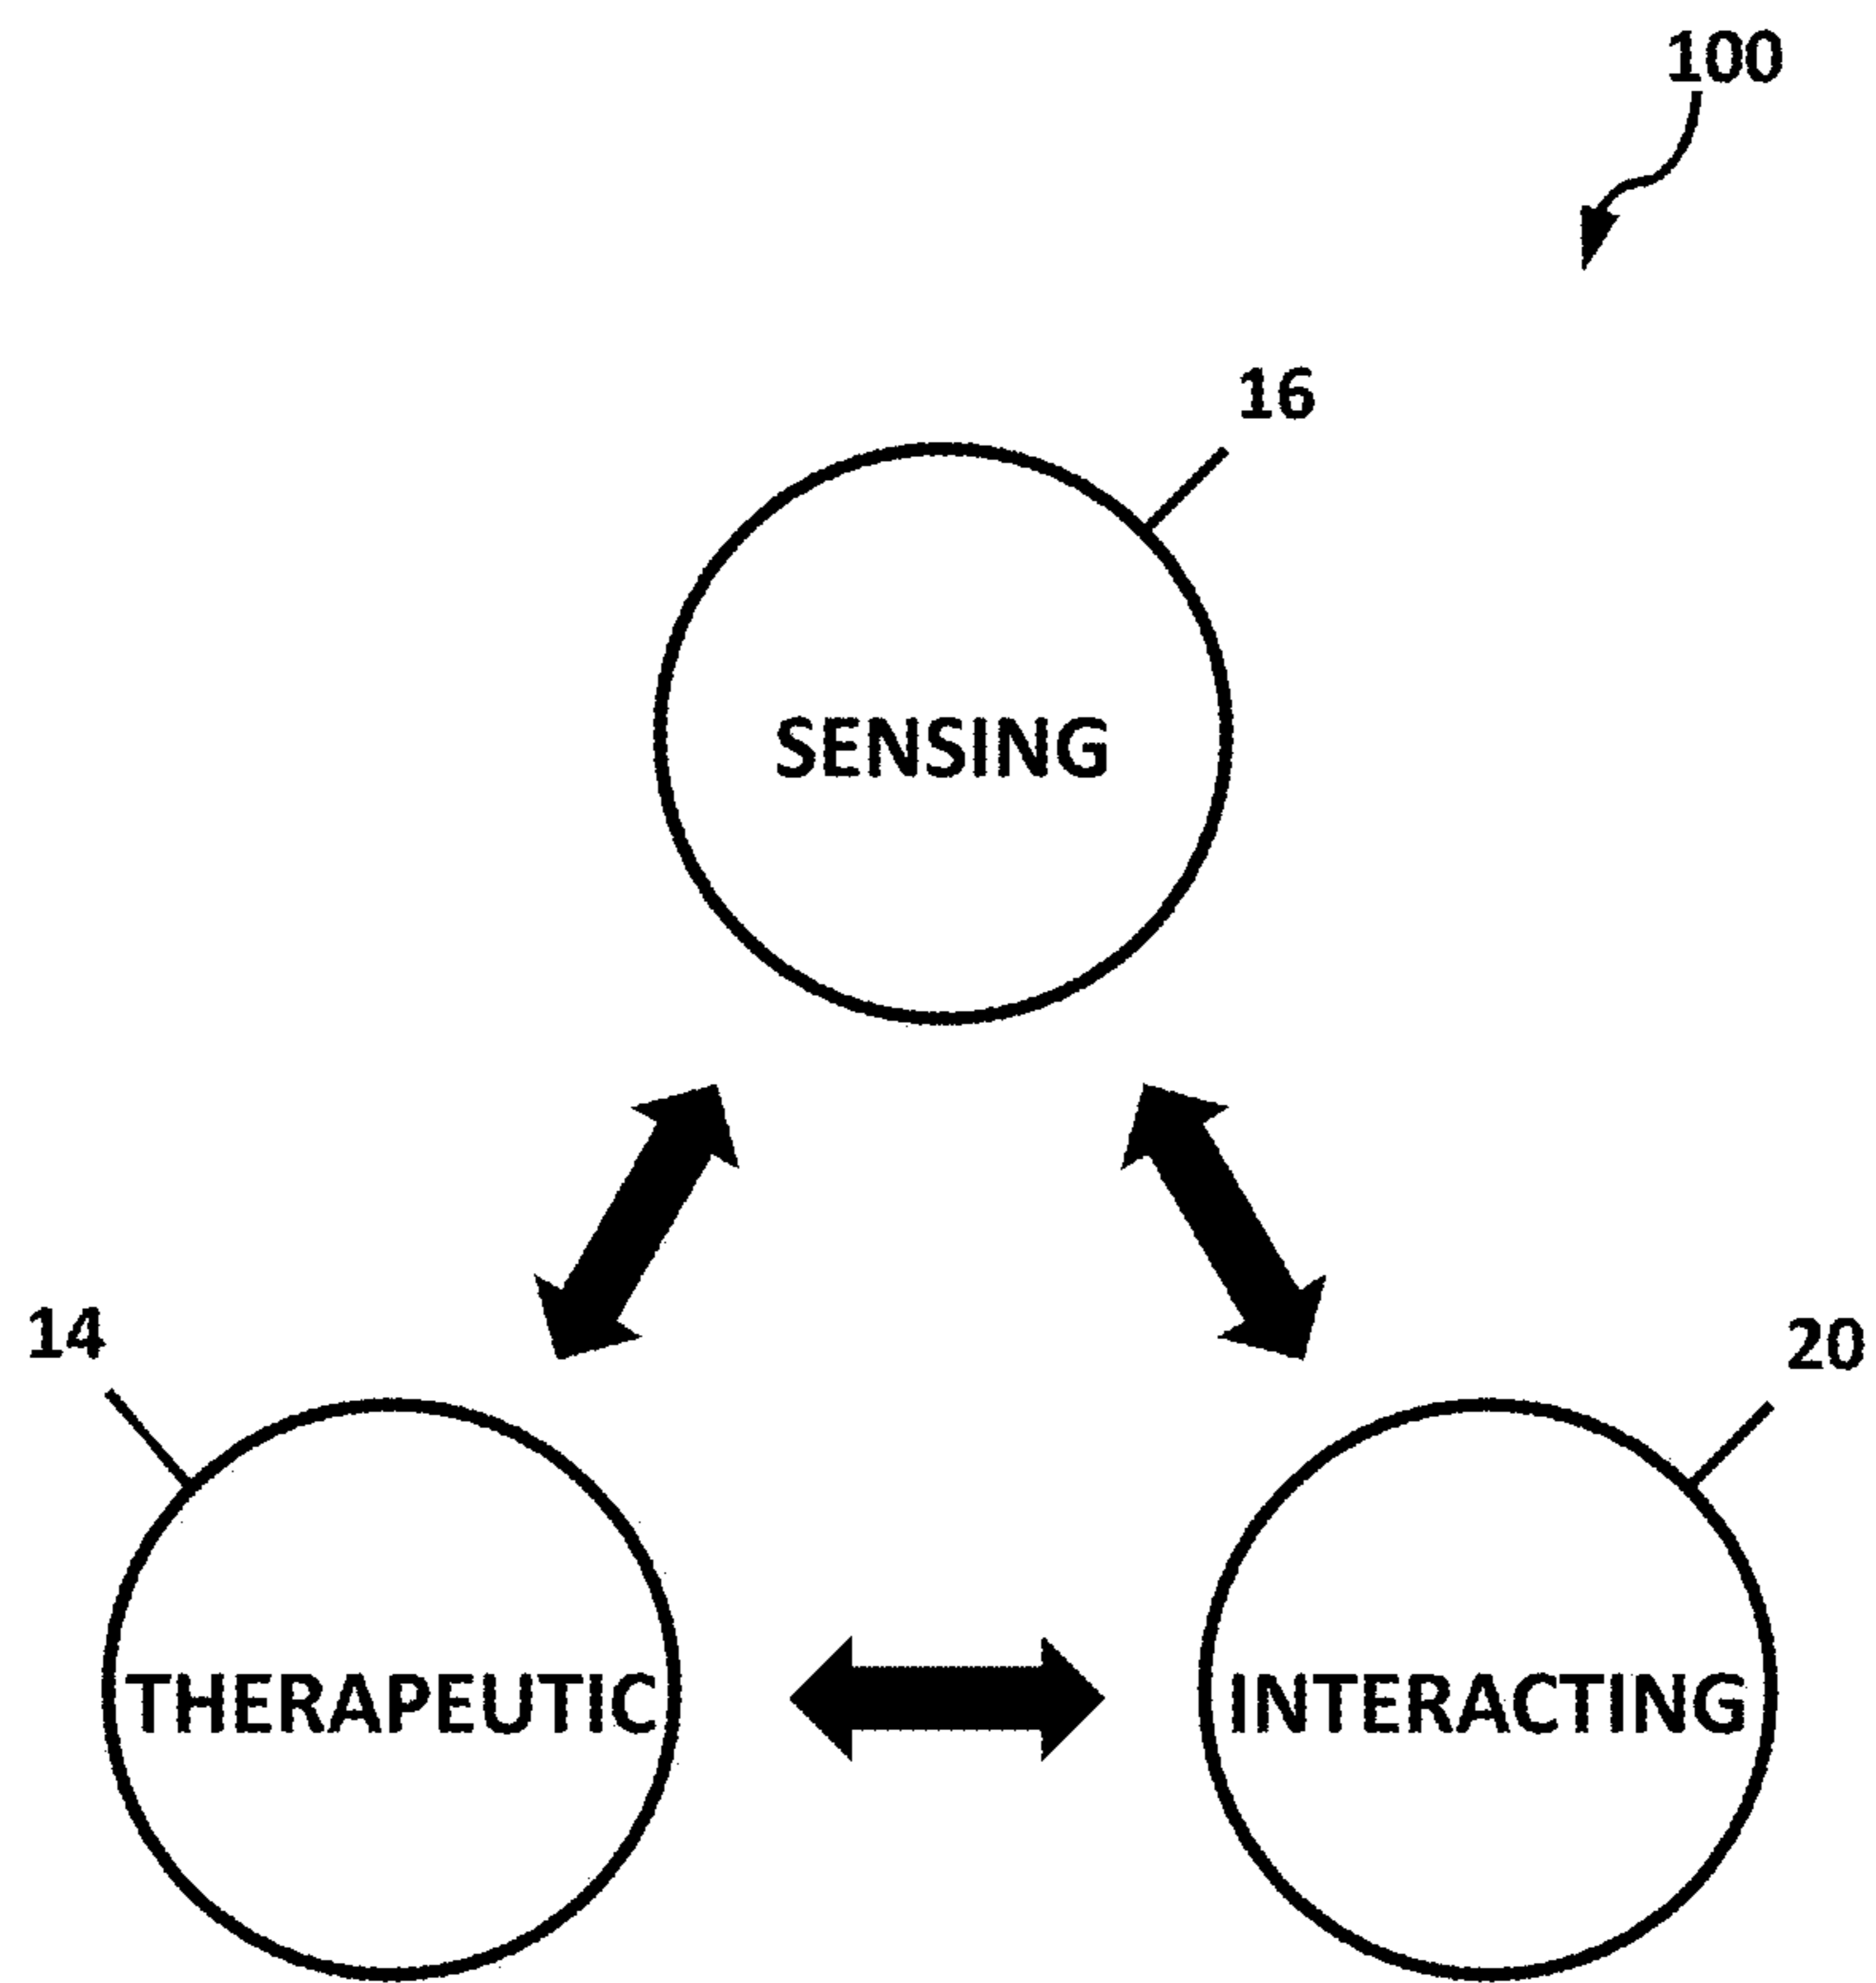 100
16
SENSING
14
20
THERAPEUTIC
INTERACTING